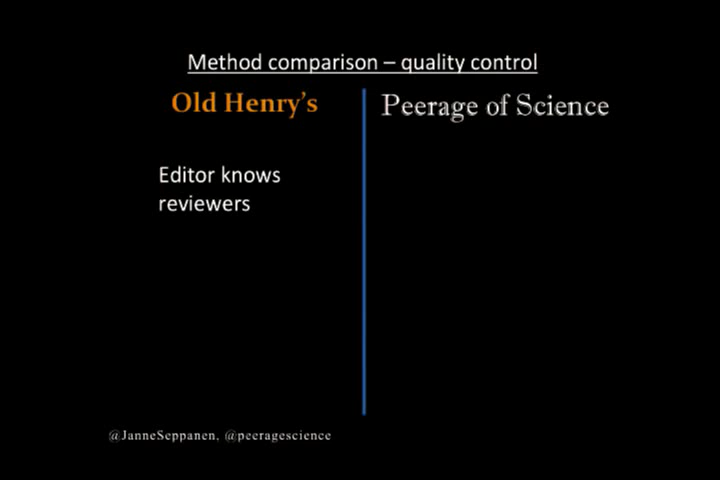 Method comparison – quality control
Old Henry's
Peerage of Science
Editor knows
reviewers
@JanneSeppanen, @peeragescience